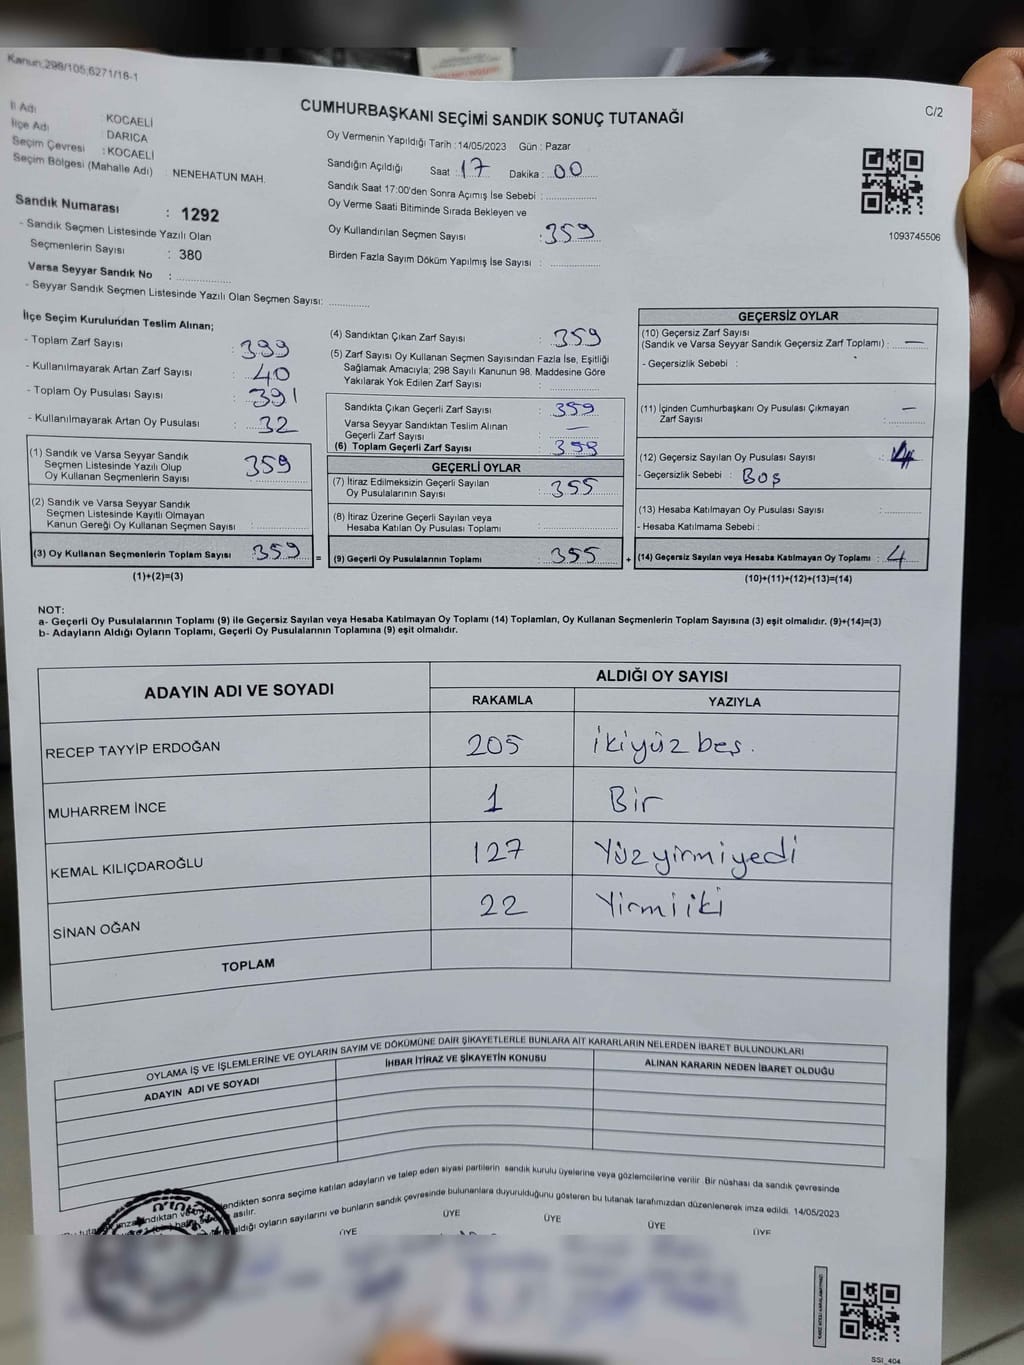 Kanun;298/105;6271/18-1
C/2
CUMHURBAŞKANI SEÇİMİ SANDIK SONUÇ TUTANAĞI
İl Adı : KOCAELİ
İlçe Adı : DARICA
Seçim Çevresi : KOCAELİ
Seçim Bölgesi (Mahalle Adı) : NENEHATUN MAH.
Sandık Numarası : 1292
- Sandık Seçmen Listesinde Yazılı Olan
Seçmenlerin Sayısı : 380
Varsa Seyyar Sandık No :
- Seyyar Sandık Seçmen Listesinde Yazılı Olan Seçmen Sayısı:
Oy Vermenin Yapıldığı Tarih : 14/05/2023 Gün : Pazar
Sandığın Açıldığı Saat : 17 Dakika : 00
Sandık Saat 17:00'den Sonra Açımış İse Sebebi :
Oy Verme Saati Bitiminde Sırada Bekleyen ve
Oy Kullandırılan Seçmen Sayısı : 359
Birden Fazla Sayım Döküm Yapılmış İse Sayısı :
1093745506
İlçe Seçim Kurulundan Teslim Alınan;
- Toplam Zarf Sayısı : 399
- Kullanılmayarak Artan Zarf Sayısı : 40
- Toplam Oy Pusulası Sayısı : 391
- Kullanılmayarak Artan Oy Pusulası : 32
(1) Sandık ve Varsa Seyyar Sandık
Seçmen Listesinde Yazılı Olup
Oy Kullanan Seçmenlerin Sayısı : 359
(2) Sandık ve Varsa Seyyar Sandık
Seçmen Listesinde Kayıtlı Olmayan
Kanun Gereği Oy Kullanan Seçmen Sayısı :
(3) Oy Kullanan Seçmenlerin Toplam Sayısı : 359 =
(1)+(2)=(3)
(4) Sandıktan Çıkan Zarf Sayısı : 359
(5) Zarf Sayısı Oy Kullanan Seçmen Sayısından Fazla İse, Eşitliği
Sağlamak Amacıyla; 298 Sayılı Kanunun 98. Maddesine Göre
Yakılarak Yok Edilen Zarf Sayısı :
Sandıkta Çıkan Geçerli Zarf Sayısı : 359
Varsa Seyyar Sandıktan Teslim Alınan
Geçerli Zarf Sayısı : —
(6) Toplam Geçerli Zarf Sayısı : 359
GEÇERLİ OYLAR
(7) İtiraz Edilmeksizin Geçerli Sayılan
Oy Pusulalarının Sayısı : 355
(8) İtiraz Üzerine Geçerli Sayılan veya
Hesaba Katılan Oy Pusulası Toplamı :
(9) Geçerli Oy Pusulalarının Toplamı : 355 +
GEÇERSİZ OYLAR
(10) Geçersiz Zarf Sayısı
(Sandık ve Varsa Seyyar Sandık Geçersiz Zarf Toplamı) : —
- Geçersizlik Sebebi :
(11) İçinden Cumhurbaşkanı Oy Pusulası Çıkmayan
Zarf Sayısı : —
(12) Geçersiz Sayılan Oy Pusulası Sayısı : 4
- Geçersizlik Sebebi : Boş
(13) Hesaba Katılmayan Oy Pusulası Sayısı :
- Hesaba Katılmama Sebebi :
(14) Geçersiz Sayılan veya Hesaba Katılmayan Oy Toplamı : 4
(10)+(11)+(12)+(13)=(14)
NOT:
a- Geçerli Oy Pusulalarının Toplamı (9) ile Geçersiz Sayılan veya Hesaba Katılmayan Oy Toplamı (14) Toplamları, Oy Kullanan Seçmenlerin Toplam Sayısına (3) eşit olmalıdır. (9)+(14)=(3)
b- Adayların Aldığı Oyların Toplamı, Geçerli Oy Pusulalarının Toplamına (9) eşit olmalıdır.
ADAYIN ADI VE SOYADI
ALDIĞI OY SAYISI
RAKAMLA YAZIYLA
RECEP TAYYİP ERDOĞAN 205 ikiyüz beş.
MUHARREM İNCE 1 Bir
KEMAL KILIÇDAROĞLU 127 Yüzyirmiyedi
SİNAN OĞAN 22 Yirmiiki
TOPLAM
OYLAMA İŞ VE İŞLEMLERİNE VE OYLARIN SAYIM VE DÖKÜMÜNE DAİR ŞİKAYETLERLE BUNLARA AİT KARARLARIN NELERDEN İBARET BULUNDUKLARI
ADAYIN ADI VE SOYADI
İHBAR İTİRAZ VE ŞİKAYETİN KONUSU
ALINAN KARARIN NEDEN İBARET OLDUĞU
sonra seçime katılan adayların ve talep eden siyasi partilerin sandık kurulu üyelerine veya gözlemcilerine verilir. Bir nüshası da sandık çevresinde
asılır.
aldığı oyların sayılarını ve bunların sandık çevresinde bulunanlara duyurulduğunu gösteren bu tutanak tarafımızdan düzenlenerek imza edildi. 14/05/2023
ÜYE ÜYE ÜYE ÜYE ÜYE
SSI_404